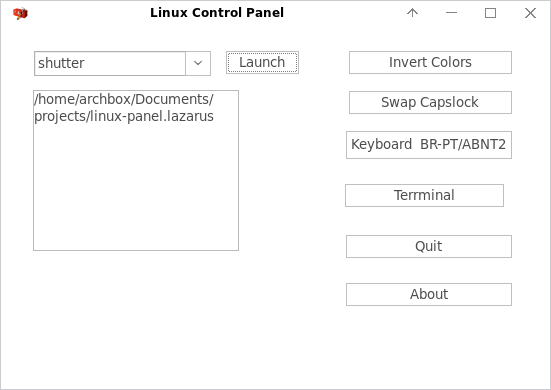 Linux Control Panel
shutter
Launch
Invert Colors
/home/archbox/Documents/
projects/linux-panel.lazarus
Swap Capslock
Keyboard  BR-PT/ABNT2
Terrminal
Quit
About